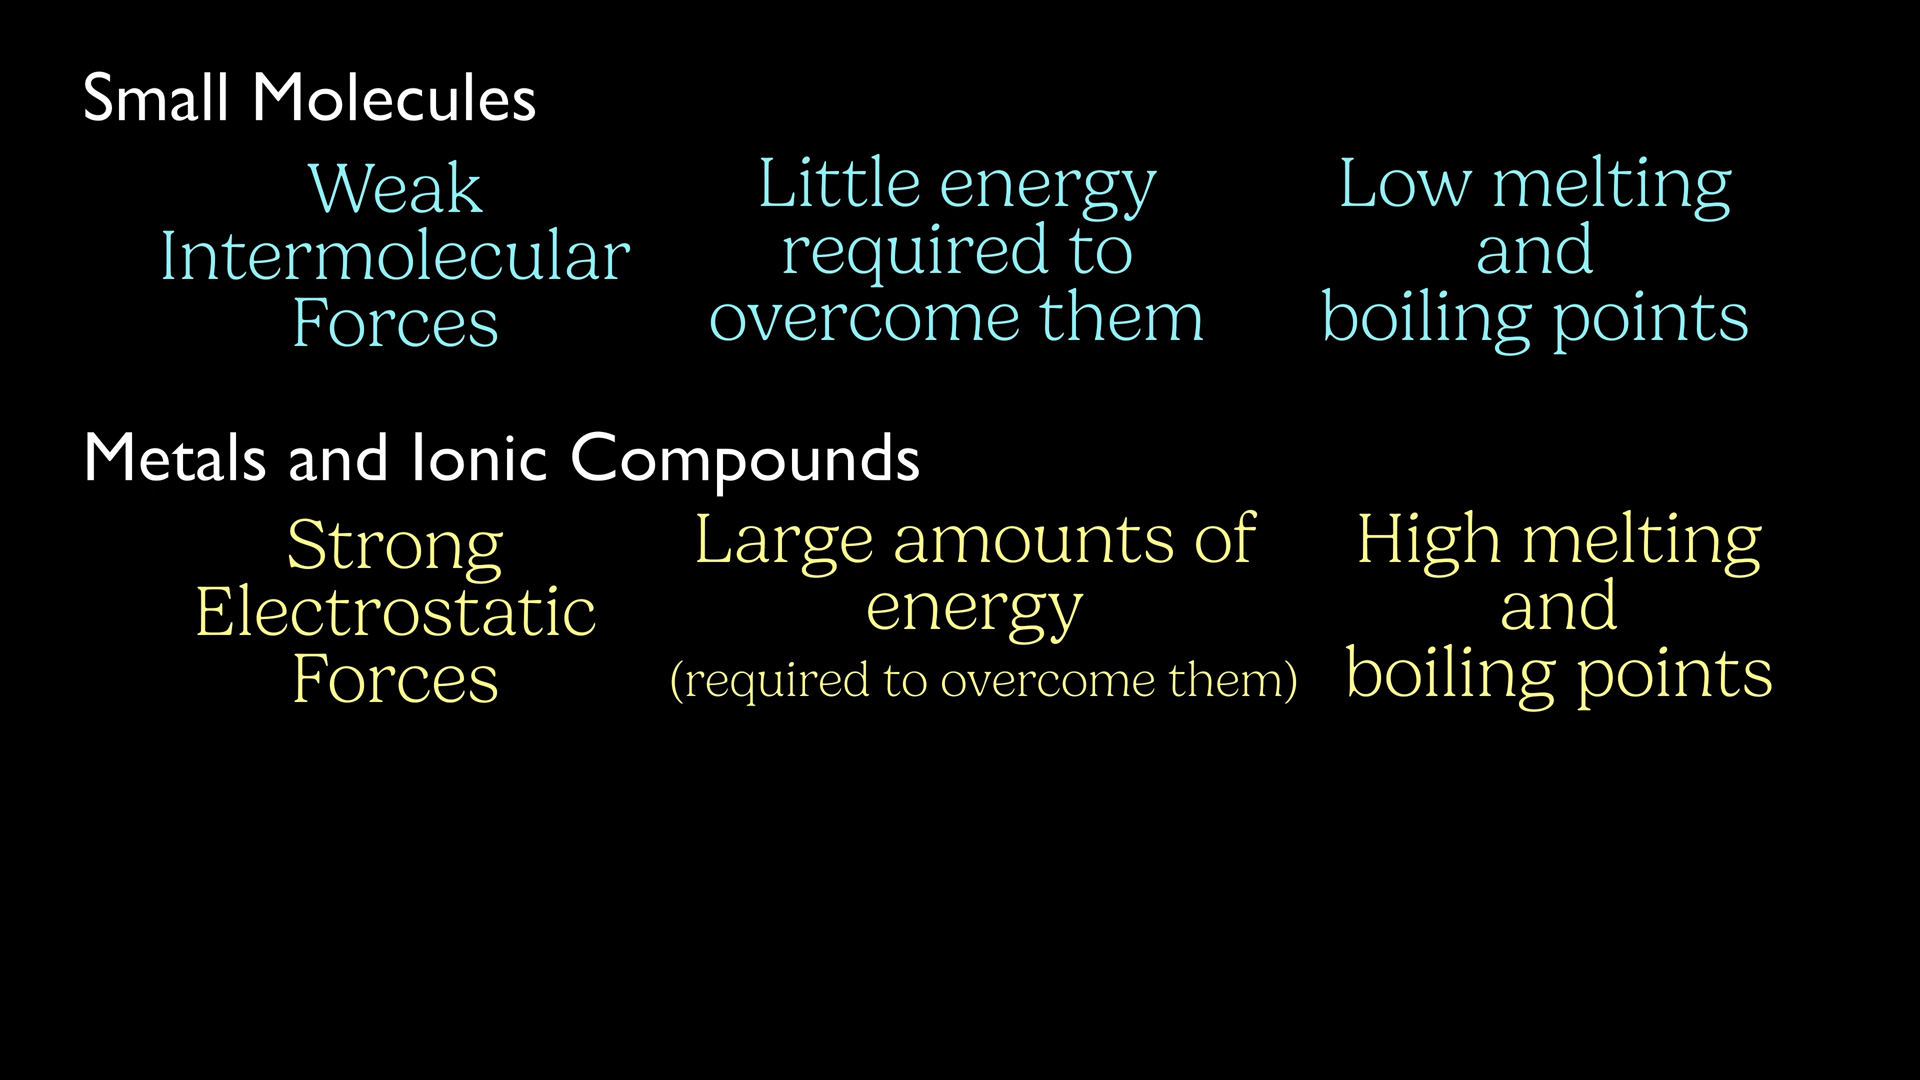 Small Molecules
Weak
Intermolecular
Forces
Little energy
required to
overcome them
Low melting
and
boiling points
Metals and Ionic Compounds
Strong
Electrostatic
Forces
Large amounts of
energy
(required to overcome them)
High melting
and
boiling points